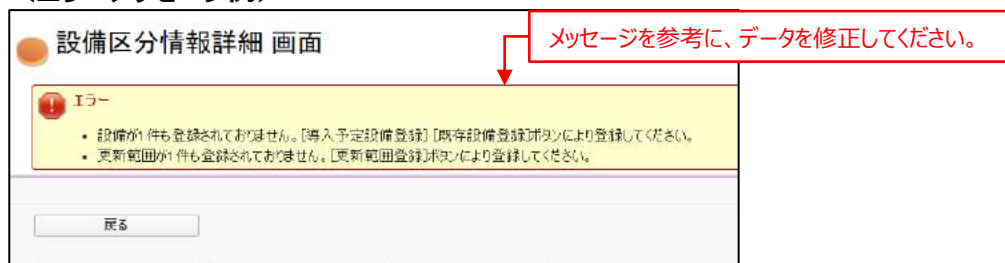 設備区分情報詳細 画面
メッセージを参考に、データを修正してください。
エラー
• 設備が1件も登録されておりません。[導入予定設備登録] [既存設備登録]ボタンにより登録してください。
• 更新範囲が1件も登録されておりません。[更新範囲登録]ボタンにより登録してください。
戻る